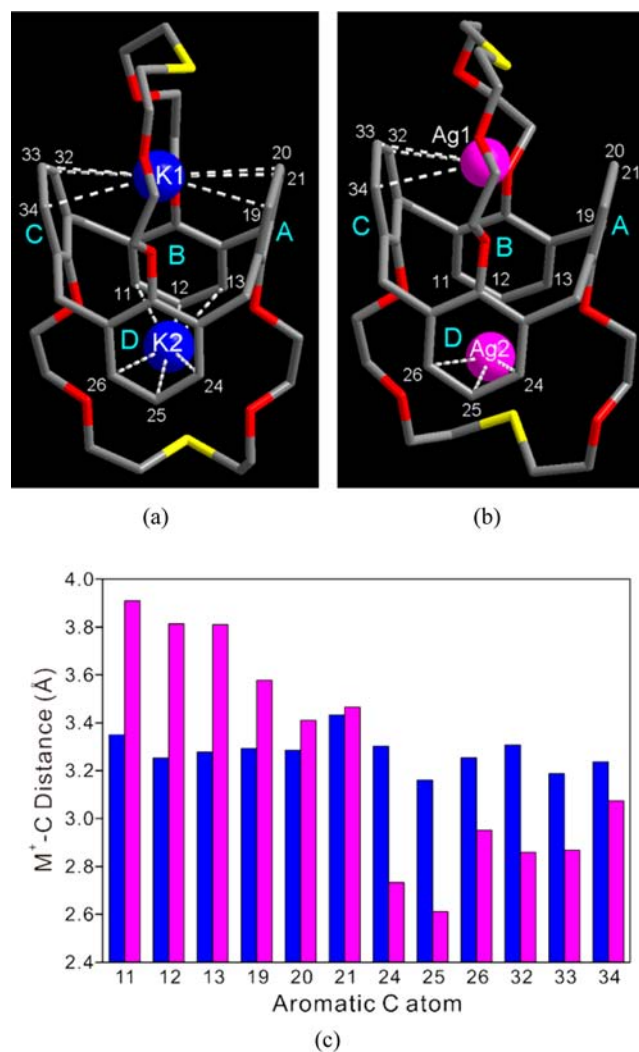 33
32
K1
20
21
34
19
C
A
B
11
12
13
D
K2
26
25
24
(a)
33
32
Ag1
20
21
34
19
C
A
B
11
12
13
D
Ag2
26
25
24
(b)
4.0
3.8
3.6
3.4
3.2
3.0
2.8
2.6
2.4
M⁺-C Distance (Å)
11 12 13 19 20 21 24 25 26 32 33 34
Aromatic C atom
(c)